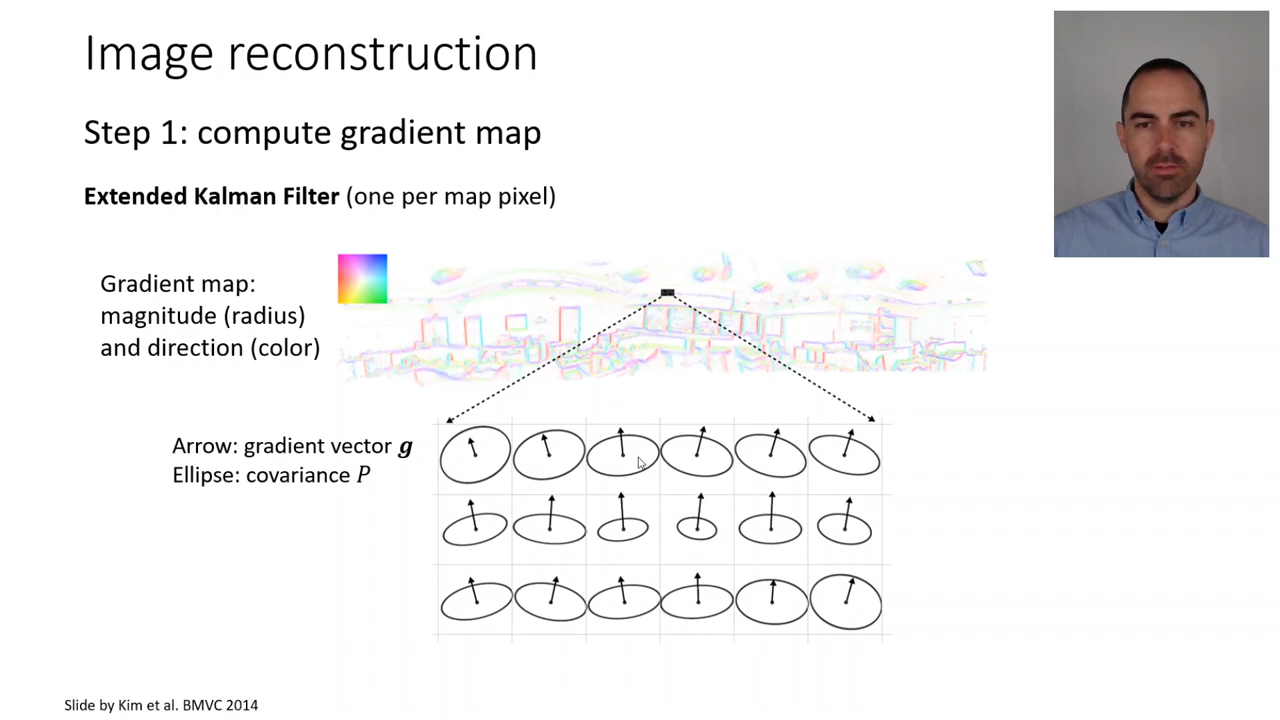 Image reconstruction
Step 1: compute gradient map
Extended Kalman Filter (one per map pixel)
Gradient map:
magnitude (radius)
and direction (color)
Arrow: gradient vector g
Ellipse: covariance P
Slide by Kim et al. BMVC 2014